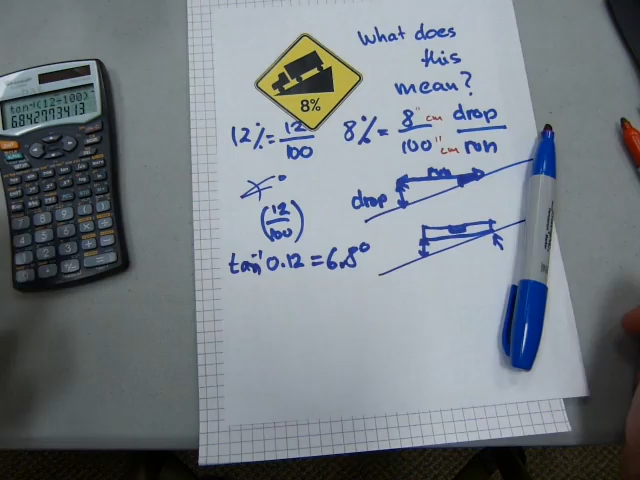 What does
this
mean?
8%
12% = 12/100
8% = 8" cm/100" cm drop/run
run
drop
(12/100)
tan⁻¹ 0.12 = 6.8°
tan⁻¹(12÷100)
6.842773413